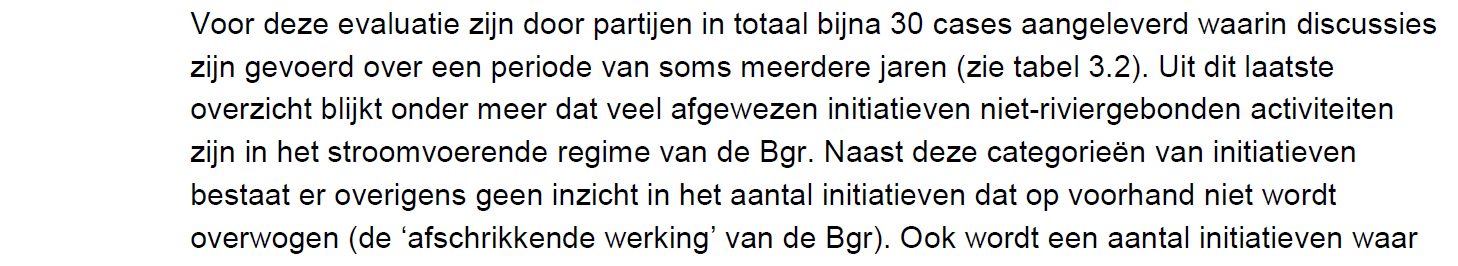 Voor deze evaluatie zijn door partijen in totaal bijna 30 cases aangeleverd waarin discussies
zijn gevoerd over een periode van soms meerdere jaren (zie tabel 3.2). Uit dit laatste
overzicht blijkt onder meer dat veel afgewezen initiatieven niet-riviergebonden activiteiten
zijn in het stroomvoerende regime van de Bgr. Naast deze categorieën van initiatieven
bestaat er overigens geen inzicht in het aantal initiatieven dat op voorhand niet wordt
overwogen (de ‘afschrikkende werking’ van de Bgr). Ook wordt een aantal initiatieven waar